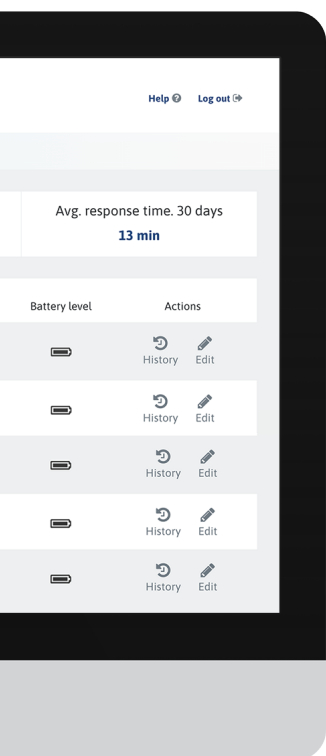 Help Log out
Avg. response time. 30 days
13 min
Battery level Actions
History Edit
History Edit
History Edit
History Edit
History Edit